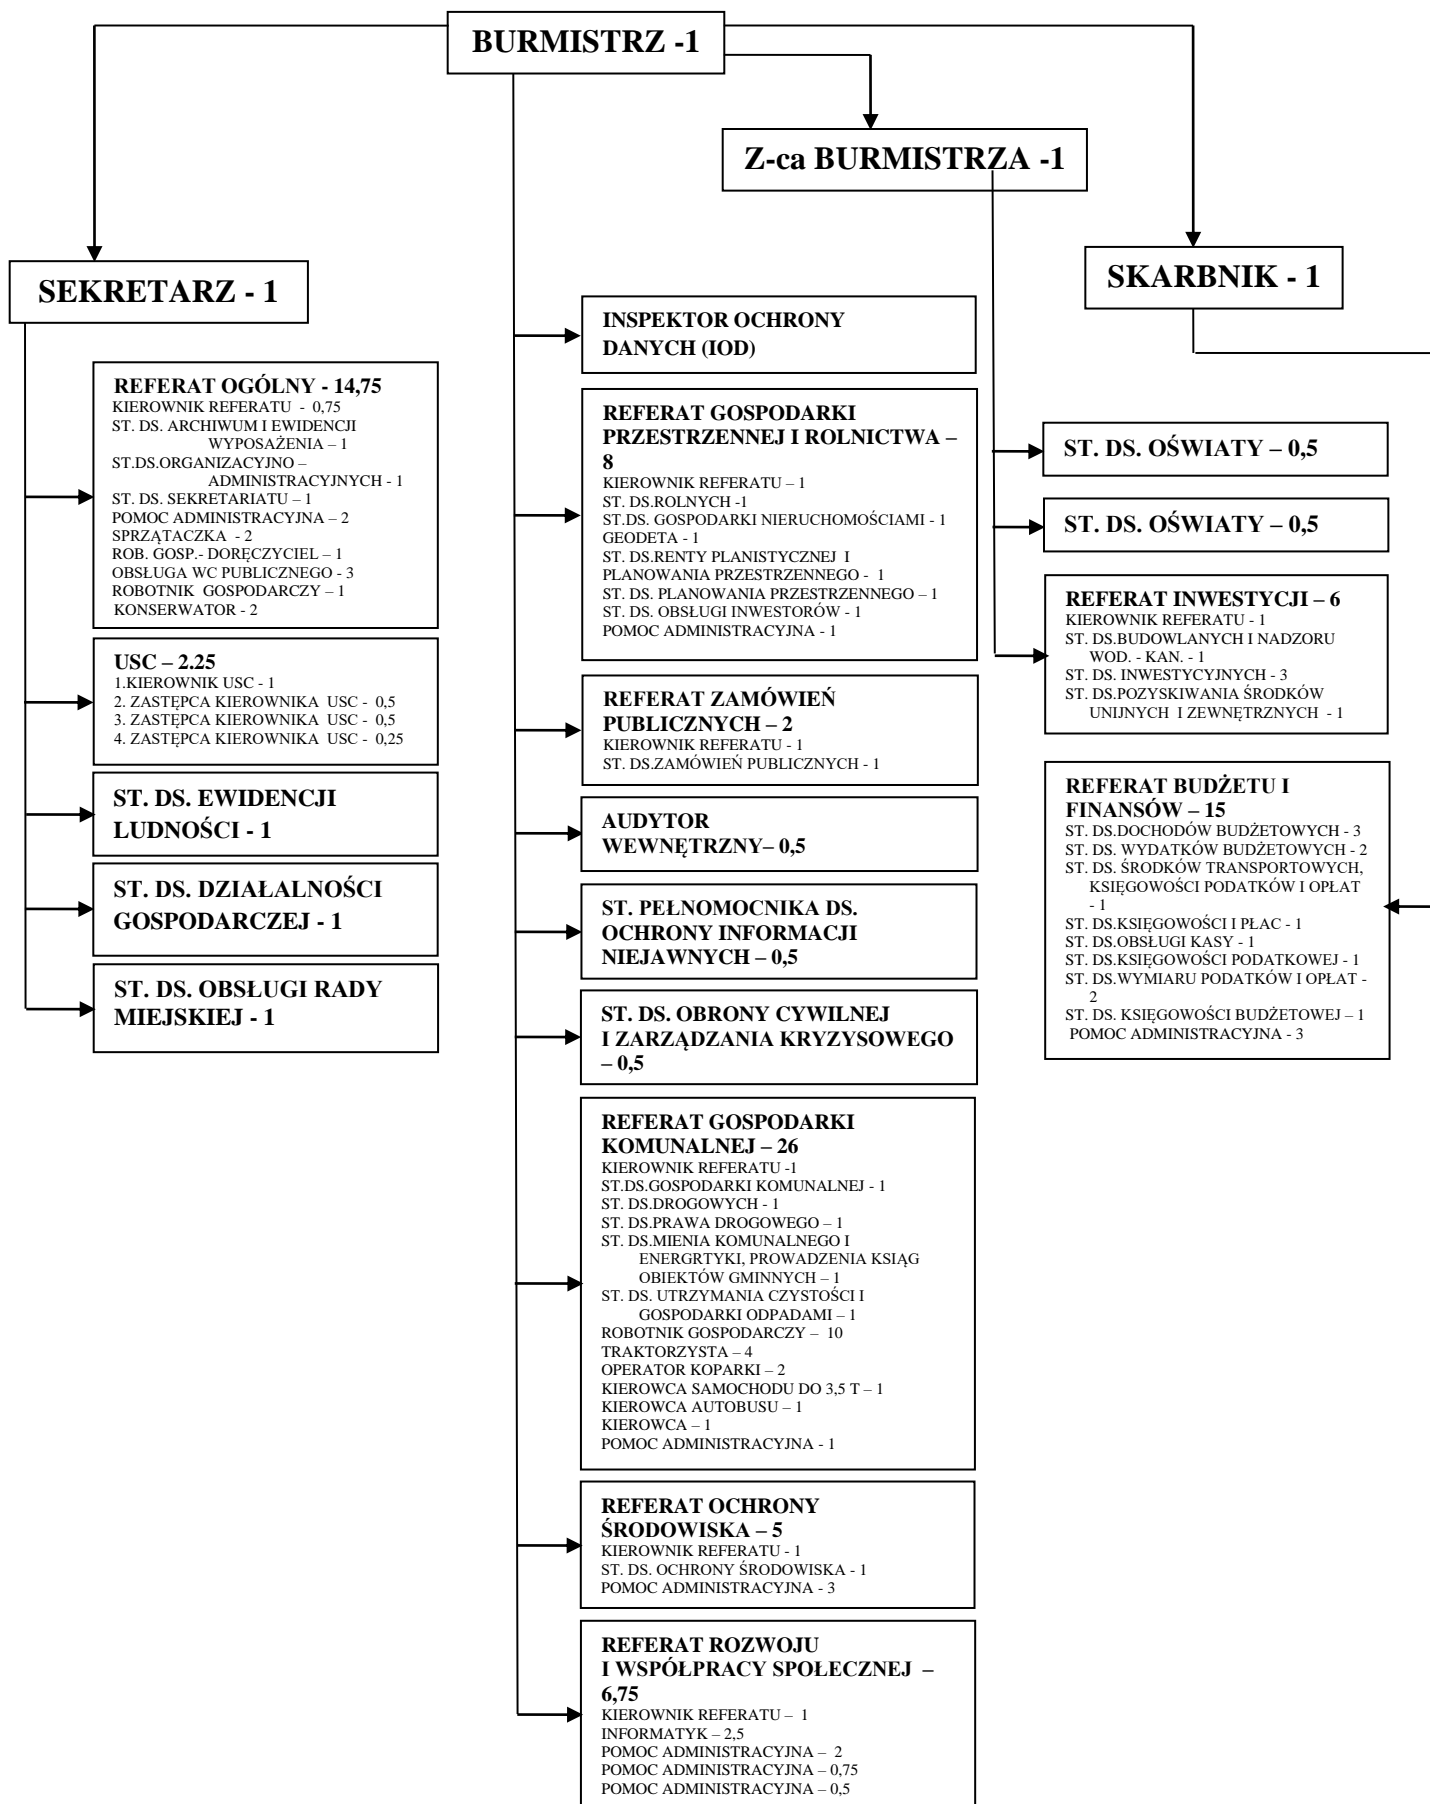 BURMISTRZ -1
Z-ca BURMISTRZA -1
SEKRETARZ - 1
SKARBNIK - 1
REFERAT OGÓLNY - 14,75
KIEROWNIK REFERATU - 0,75
ST. DS. ARCHIWUM I EWIDENCJI
WYPOSAŻENIA – 1
ST.DS.ORGANIZACYJNO –
ADMINISTRACYJNYCH - 1
ST. DS. SEKRETARIATU – 1
POMOC ADMINISTRACYJNA – 2
SPRZĄTACZKA - 2
ROB. GOSP.- DORĘCZYCIEL – 1
OBSŁUGA WC PUBLICZNEGO - 3
ROBOTNIK GOSPODARCZY – 1
KONSERWATOR - 2
USC – 2.25
1.KIEROWNIK USC - 1
2. ZASTĘPCA KIEROWNIKA USC - 0,5
3. ZASTĘPCA KIEROWNIKA USC - 0,5
4. ZASTĘPCA KIEROWNIKA USC - 0,25
ST. DS. EWIDENCJI
LUDNOŚCI - 1
ST. DS. DZIAŁALNOŚCI
GOSPODARCZEJ - 1
ST. DS. OBSŁUGI RADY
MIEJSKIEJ - 1
INSPEKTOR OCHRONY
DANYCH (IOD)
REFERAT GOSPODARKI
PRZESTRZENNEJ I ROLNICTWA –
8
KIEROWNIK REFERATU – 1
ST. DS.ROLNYCH -1
ST.DS. GOSPODARKI NIERUCHOMOŚCIAMI - 1
GEODETA - 1
ST. DS.RENTY PLANISTYCZNEJ I
PLANOWANIA PRZESTRZENNEGO - 1
ST. DS. PLANOWANIA PRZESTRZENNEGO – 1
ST. DS. OBSŁUGI INWESTORÓW - 1
POMOC ADMINISTRACYJNA - 1
REFERAT ZAMÓWIEŃ
PUBLICZNYCH – 2
KIEROWNIK REFERATU - 1
ST. DS.ZAMÓWIEŃ PUBLICZNYCH - 1
AUDYTOR
WEWNĘTRZNY– 0,5
ST. PEŁNOMOCNIKA DS.
OCHRONY INFORMACJI
NIEJAWNYCH – 0,5
ST. DS. OBRONY CYWILNEJ
I ZARZĄDZANIA KRYZYSOWEGO
– 0,5
REFERAT GOSPODARKI
KOMUNALNEJ – 26
KIEROWNIK REFERATU -1
ST.DS.GOSPODARKI KOMUNALNEJ - 1
ST. DS.DROGOWYCH - 1
ST. DS.PRAWA DROGOWEGO – 1
ST. DS.MIENIA KOMUNALNEGO I
ENERGRTYKI, PROWADZENIA KSIĄG
OBIEKTÓW GMINNYCH – 1
ST. DS. UTRZYMANIA CZYSTOŚCI I
GOSPODARKI ODPADAMI – 1
ROBOTNIK GOSPODARCZY – 10
TRAKTORZYSTA – 4
OPERATOR KOPARKI – 2
KIEROWCA SAMOCHODU DO 3,5 T – 1
KIEROWCA AUTOBUSU – 1
KIEROWCA – 1
POMOC ADMINISTRACYJNA - 1
REFERAT OCHRONY
ŚRODOWISKA – 5
KIEROWNIK REFERATU - 1
ST. DS. OCHRONY ŚRODOWISKA - 1
POMOC ADMINISTRACYJNA - 3
REFERAT ROZWOJU
I WSPÓŁPRACY SPOŁECZNEJ –
6,75
KIEROWNIK REFERATU – 1
INFORMATYK – 2,5
POMOC ADMINISTRACYJNA – 2
POMOC ADMINISTRACYJNA – 0,75
POMOC ADMINISTRACYJNA – 0,5
ST. DS. OŚWIATY – 0,5
ST. DS. OŚWIATY – 0,5
REFERAT INWESTYCJI – 6
KIEROWNIK REFERATU - 1
ST. DS.BUDOWLANYCH I NADZORU
WOD. - KAN. - 1
ST. DS. INWESTYCYJNYCH - 3
ST. DS.POZYSKIWANIA ŚRODKÓW
UNIJNYCH I ZEWNĘTRZNYCH - 1
REFERAT BUDŻETU I
FINANSÓW – 15
ST. DS.DOCHODÓW BUDŻETOWYCH - 3
ST. DS. WYDATKÓW BUDŻETOWYCH - 2
ST. DS. ŚRODKÓW TRANSPORTOWYCH,
KSIĘGOWOŚCI PODATKÓW I OPŁAT
- 1
ST. DS.KSIĘGOWOŚCI I PŁAC - 1
ST. DS.OBSŁUGI KASY - 1
ST. DS.KSIĘGOWOŚCI PODATKOWEJ - 1
ST. DS.WYMIARU PODATKÓW I OPŁAT -
2
ST. DS. KSIĘGOWOŚCI BUDŻETOWEJ – 1
POMOC ADMINISTRACYJNA - 3